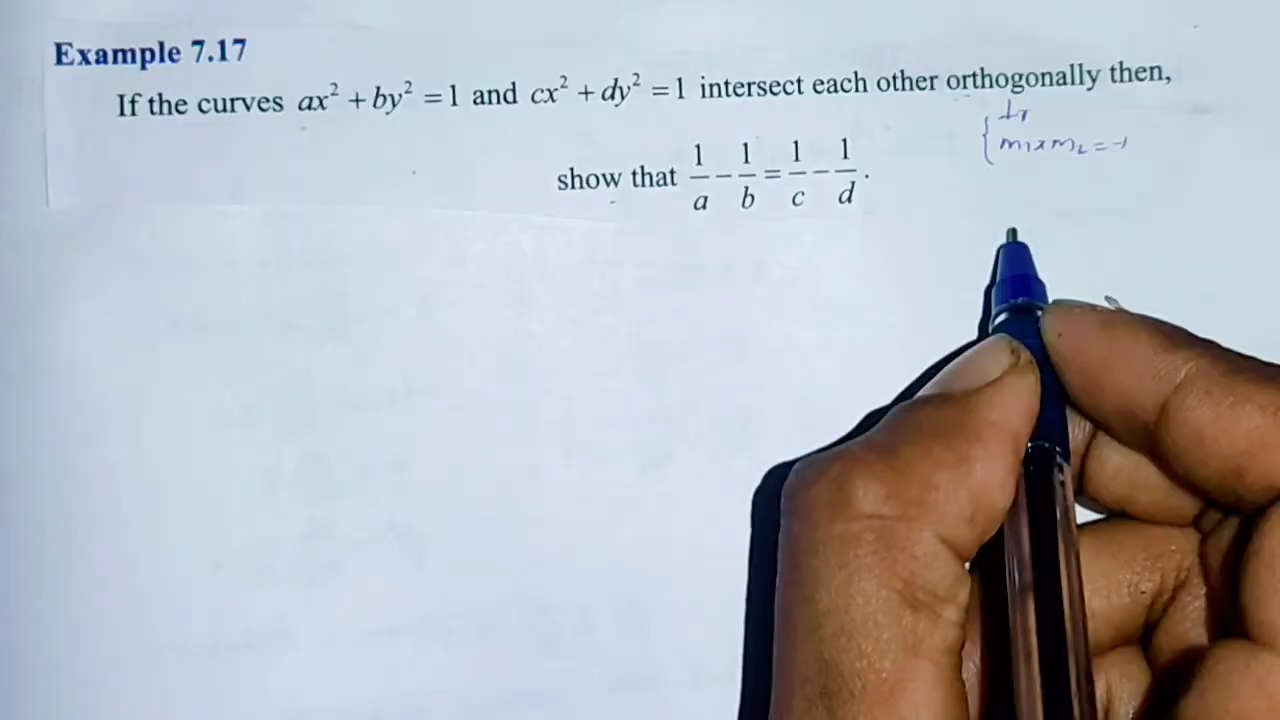 Example 7.17
If the curves ax² + by² = 1 and cx² + dy² = 1 intersect each other orthogonally then,
m₁ × m₂ = -1
show that 1/a - 1/b = 1/c - 1/d.